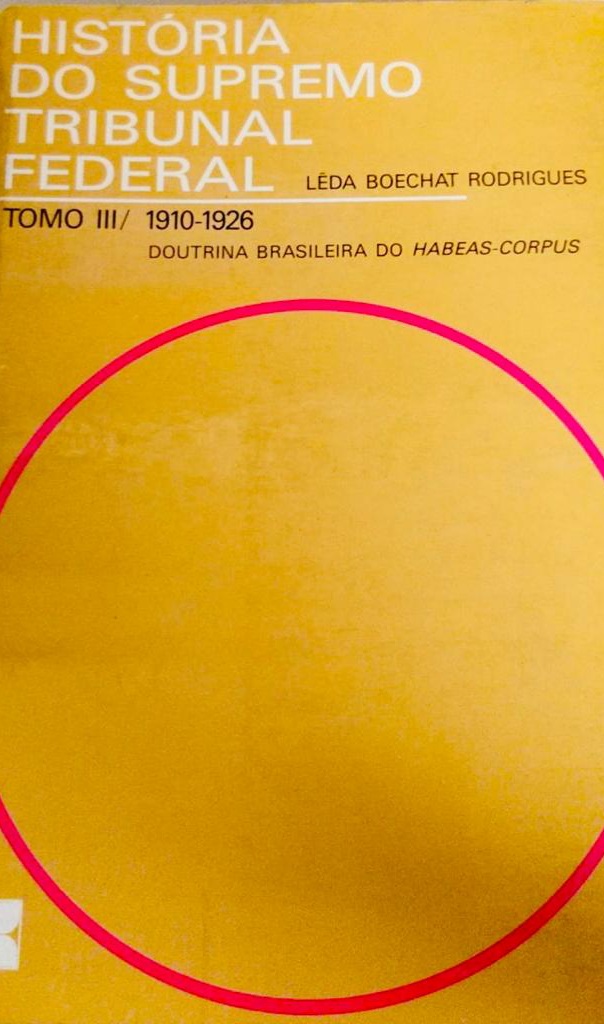 HISTÓRIA
DO SUPREMO
TRIBUNAL
FEDERAL
LÊDA BOECHAT RODRIGUES
TOMO III/ 1910-1926
DOUTRINA BRASILEIRA DO HABEAS-CORPUS